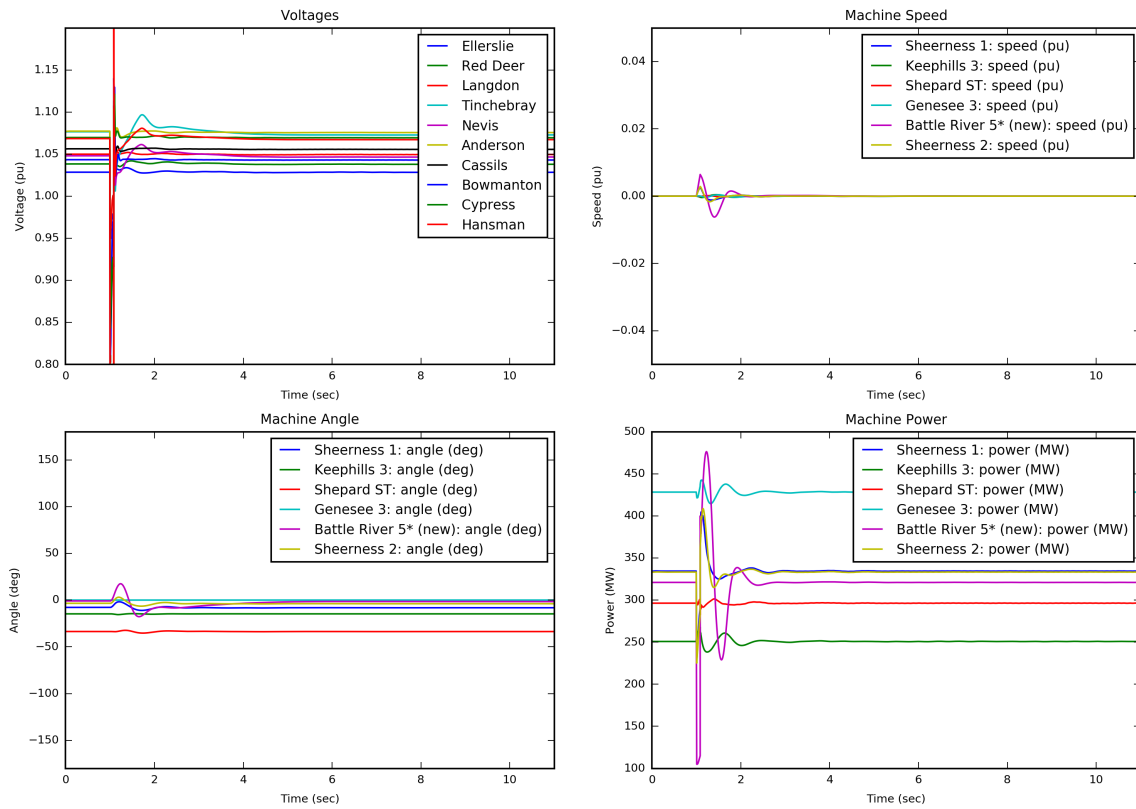 Voltages
1.15
1.10
1.05
1.00
0.95
0.90
0.85
0.80
Voltage (pu)
0
2
4
6
8
10
Time (sec)
Ellerslie
Red Deer
Langdon
Tinchebray
Nevis
Anderson
Cassils
Bowmanton
Cypress
Hansman
Machine Speed
0.04
0.02
0.00
−0.02
−0.04
Speed (pu)
0
2
4
6
8
10
Time (sec)
Sheerness 1: speed (pu)
Keephills 3: speed (pu)
Shepard ST: speed (pu)
Genesee 3: speed (pu)
Battle River 5* (new): speed (pu)
Sheerness 2: speed (pu)
Machine Angle
150
100
50
0
−50
−100
−150
Angle (deg)
0
2
4
6
8
10
Time (sec)
Sheerness 1: angle (deg)
Keephills 3: angle (deg)
Shepard ST: angle (deg)
Genesee 3: angle (deg)
Battle River 5* (new): angle (deg)
Sheerness 2: angle (deg)
Machine Power
500
450
400
350
300
250
200
150
100
Power (MW)
0
2
4
6
8
10
Time (sec)
Sheerness 1: power (MW)
Keephills 3: power (MW)
Shepard ST: power (MW)
Genesee 3: power (MW)
Battle River 5* (new): power (MW)
Sheerness 2: power (MW)